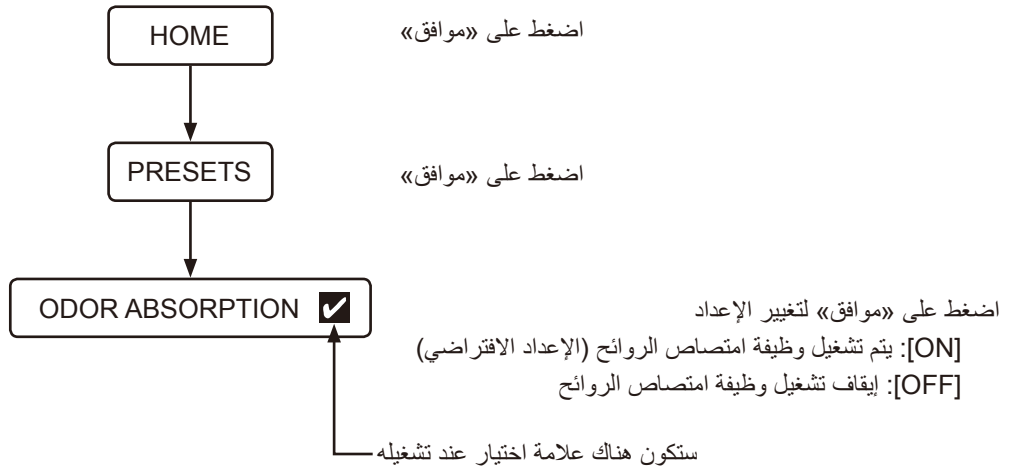 HOME
اضغط على «موافق»
PRESETS
اضغط على «موافق»
ODOR ABSORPTION ✔
اضغط على «موافق» لتغيير الإعداد
[ON]: يتم تشغيل وظيفة امتصاص الروائح (الإعداد الافتراضي)
[OFF]: إيقاف تشغيل وظيفة امتصاص الروائح
ستكون هناك علامة اختيار عند تشغيله